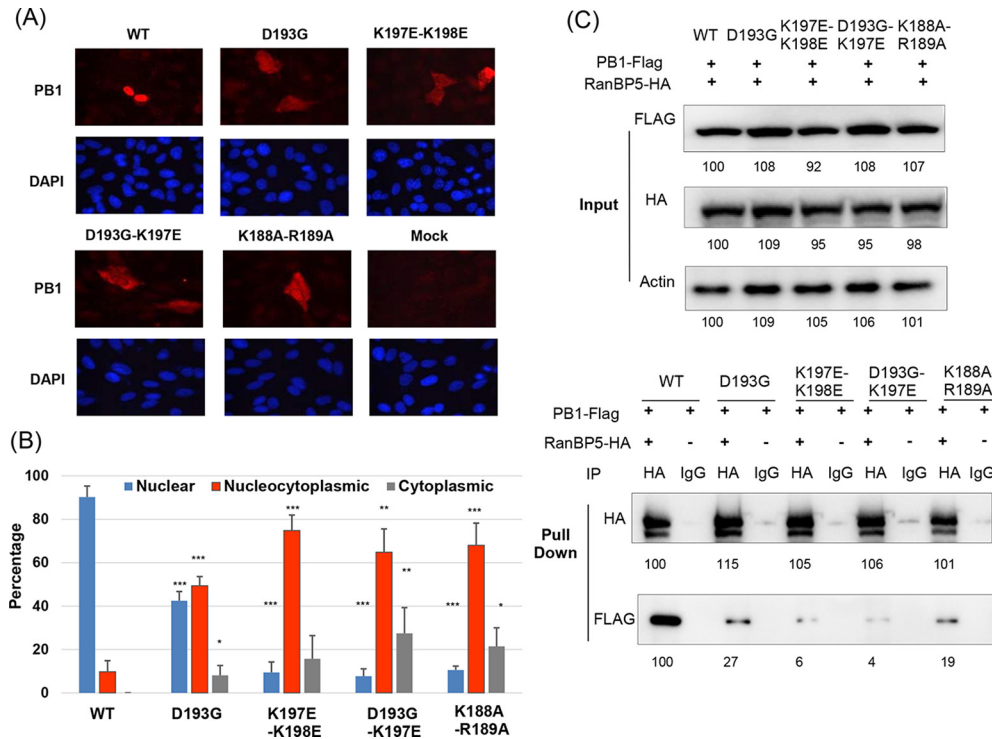 (A)
WT D193G K197E-K198E
PB1
DAPI
D193G-K197E K188A-R189A Mock
PB1
DAPI
(B)
100
80
60
40
20
0
Percentage
Nuclear Nucleocytoplasmic Cytoplasmic
*** *** * *** *** *** ** ** *** *** *
WT D193G K197E D193G K188A
-K198E -K197E -R189A
(C)
WT D193G K197E- D193G- K188A-
K198E K197E R189A
PB1-Flag + + + + +
RanBP5-HA + + + + +
FLAG
100 108 92 108 107
Input
HA
100 109 95 95 98
Actin
100 109 105 106 101
WT D193G K197E- D193G- K188A-
K198E K197E R189A
PB1-Flag + + + + + + + + + +
RanBP5-HA + - + - + - + - + -
IP HA IgG HA IgG HA IgG HA IgG HA IgG
HA
Pull
Down
100 115 105 106 101
FLAG
100 27 6 4 19